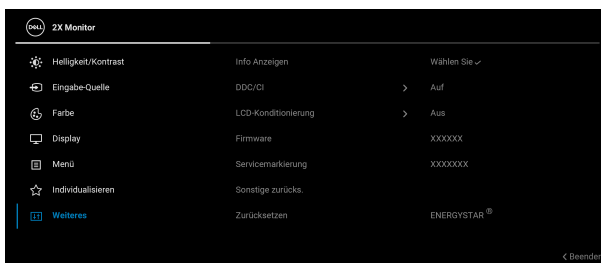 DELL 2X Monitor
Helligkeit/Kontrast Info Anzeigen Wählen Sie
Eingabe-Quelle DDC/CI > Auf
Farbe LCD-Konditionierung > Aus
Display Firmware XXXXXX
Menü Servicemarkierung XXXXXXX
Individualisieren Sonstige zurücks.
Weiteres Zurücksetzen ENERGYSTAR ®
< Beenden